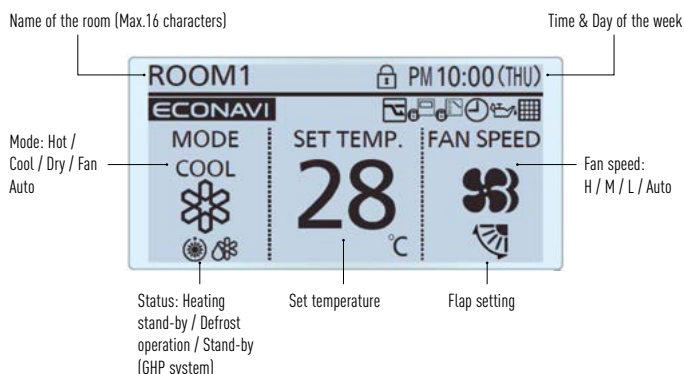 Name of the room (Max.16 characters)
Time & Day of the week
ROOM1 PM 10:00 (THU)
ECONAVI
MODE SET TEMP. FAN SPEED
COOL
28
°C
Mode: Hot /
Cool / Dry / Fan
Auto
Fan speed:
H / M / L / Auto
Status: Heating
stand-by / Defrost
operation / Stand-by
(GHP system)
Set temperature
Flap setting